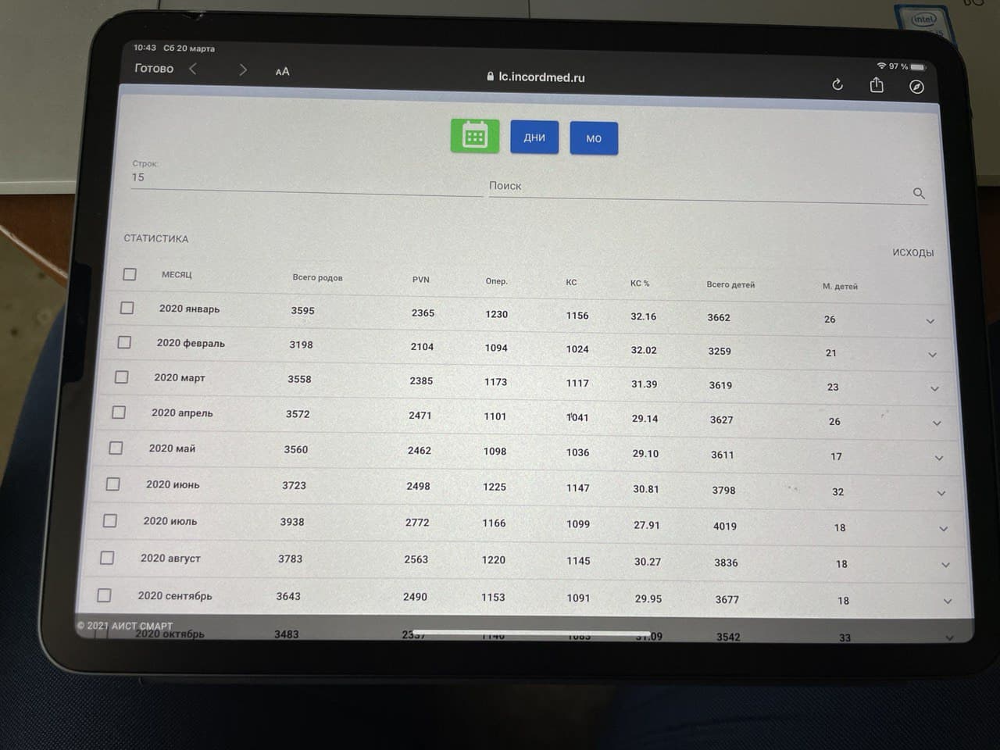 intel
10:43 Сб 20 марта
97 %
Готово
AA
lc.incordmed.ru
ДНИ
МО
Строк:
15
Поиск
СТАТИСТИКА
ИСХОДЫ
МЕСЯЦ Всего родов PVN Опер. КС КС % Всего детей М. детей
2020 январь 3595 2365 1230 1156 32.16 3662 26
2020 февраль 3198 2104 1094 1024 32.02 3259 21
2020 март 3558 2385 1173 1117 31.39 3619 23
2020 апрель 3572 2471 1101 1041 29.14 3627 26
2020 май 3560 2462 1098 1036 29.10 3611 17
2020 июнь 3723 2498 1225 1147 30.81 3798 32
2020 июль 3938 2772 1166 1099 27.91 4019 18
2020 август 3783 2563 1220 1145 30.27 3836 18
2020 сентябрь 3643 2490 1153 1091 29.95 3677 18
© 2021 АИСТ СМАРТ
2020 октябрь 3483 31.09 3542 33